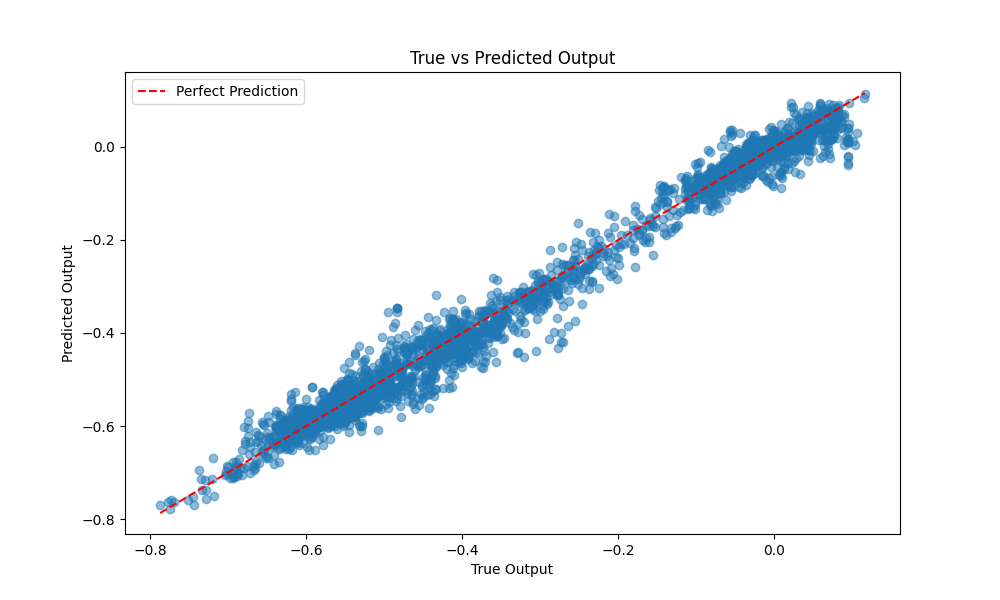 True vs Predicted Output
Perfect Prediction
0.0
−0.2
−0.4
−0.6
−0.8
Predicted Output
−0.8
−0.6
−0.4
−0.2
0.0
True Output